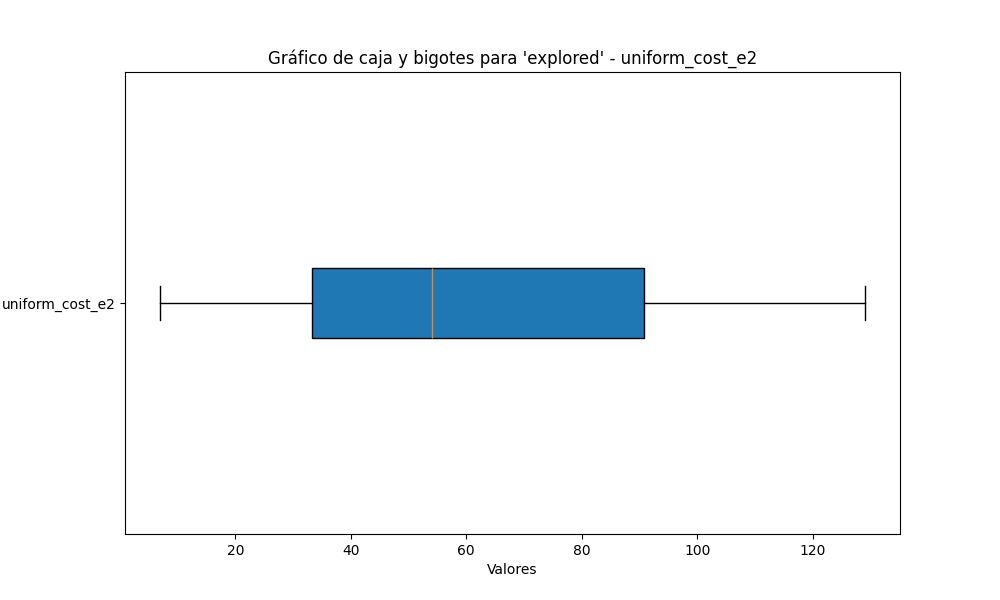 Gráfico de caja y bigotes para 'explored' - uniform_cost_e2
uniform_cost_e2
20 40 60 80 100 120
Valores